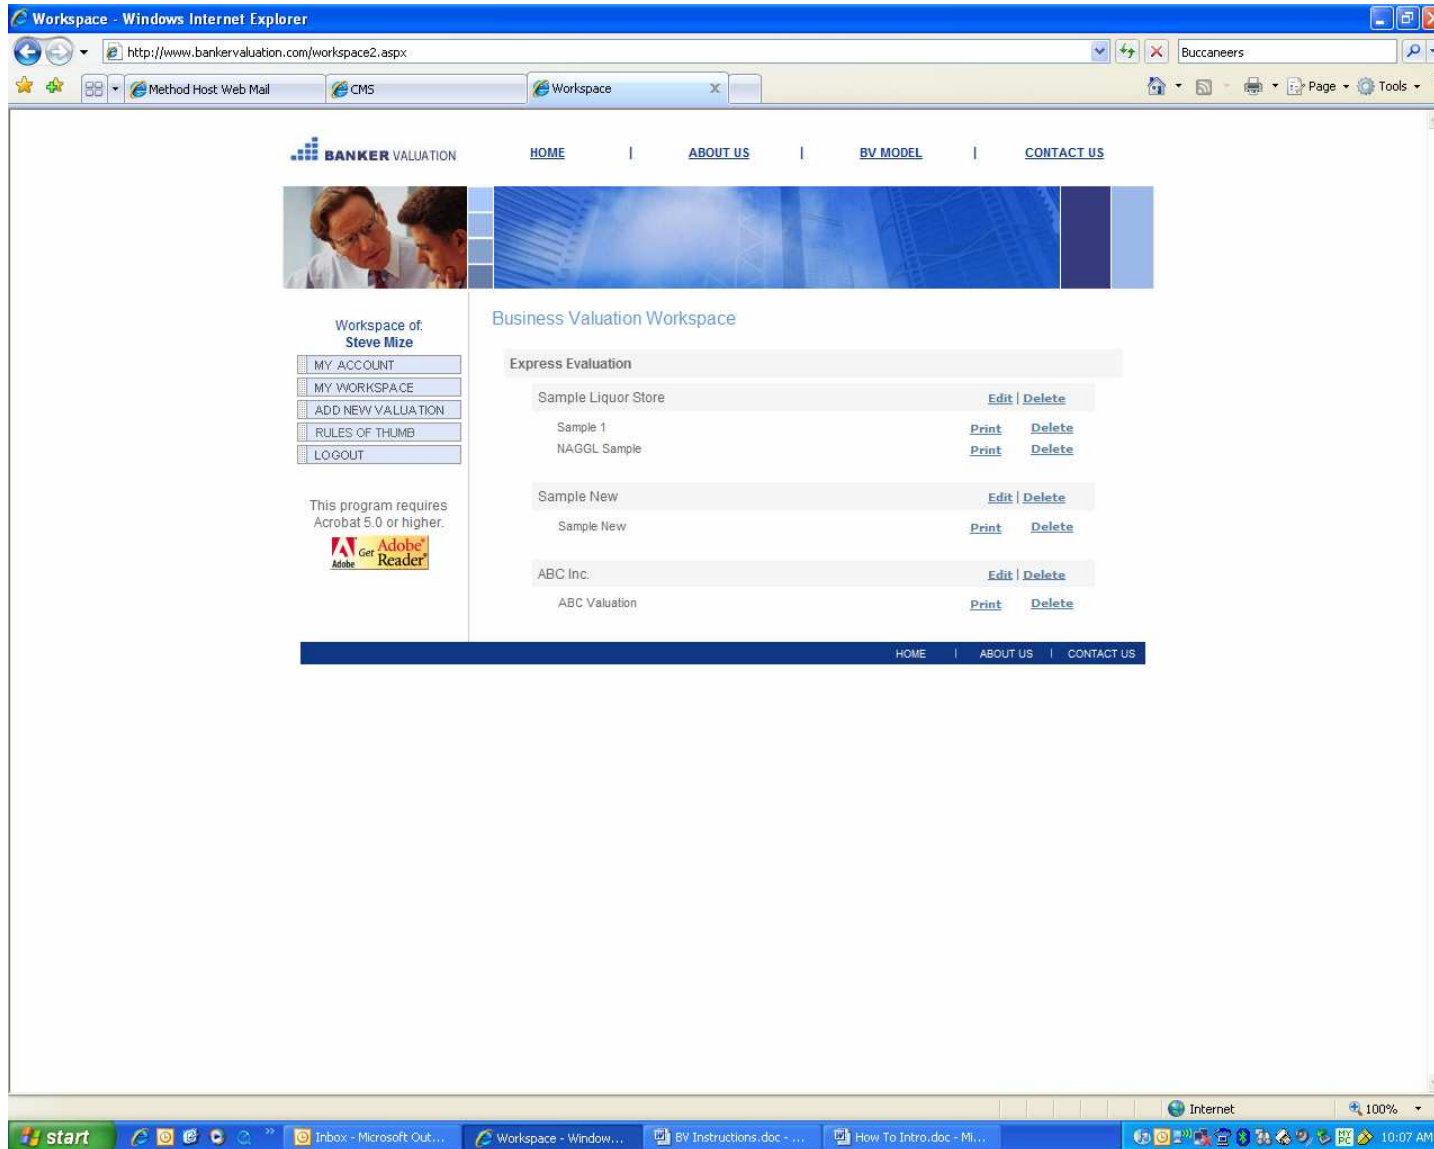 Workspace - Windows Internet Explorer
http://www.bankervaluation.com/workspace2.aspx
Buccaneers
Method Host Web Mail
CMS
Workspace
Page
Tools
BANKER VALUATION
HOME | ABOUT US | BV MODEL | CONTACT US
Workspace of:
Steve Mize
MY ACCOUNT
MY WORKSPACE
ADD NEW VALUATION
RULES OF THUMB
LOGOUT
This program requires
Acrobat 5.0 or higher.
Adobe
Get Adobe
Reader
Business Valuation Workspace
Express Evaluation
Sample Liquor Store Edit | Delete
Sample 1 Print Delete
NAGGL Sample Print Delete
Sample New Edit | Delete
Sample New Print Delete
ABC Inc. Edit | Delete
ABC Valuation Print Delete
HOME | ABOUT US | CONTACT US
Internet
100%
start
Inbox - Microsoft Out...
Workspace - Window...
BV Instructions.doc - ...
How To Intro.doc - Mi...
MY PC
10:07 AM